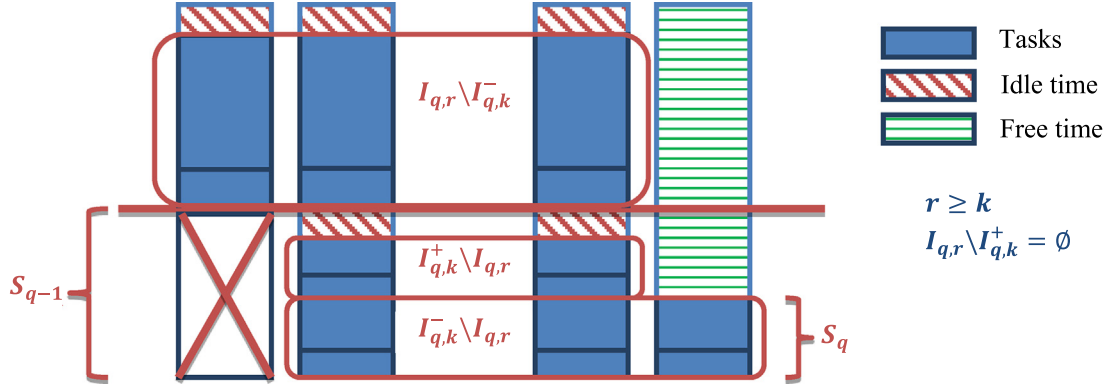 Tasks
Idle time
Free time
I_{q,r}\I^-_{q,k}
r ≥ k
I_{q,r}\I^+_{q,k} = ∅
I^+_{q,k}\I_{q,r}
S_{q-1}
I^-_{q,k}\I_{q,r}
S_q